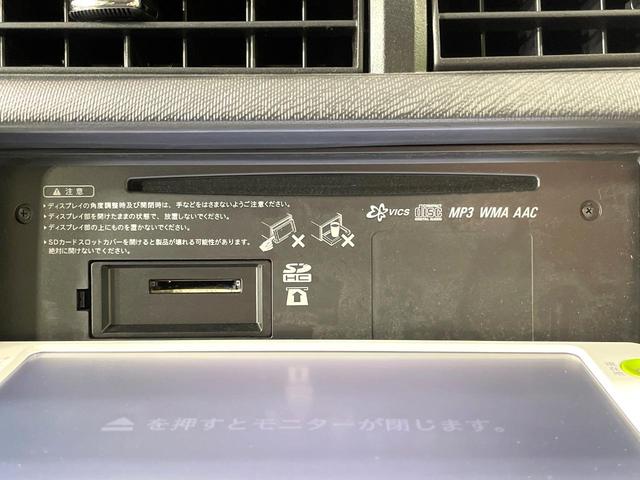 ⚠ 注意
▶ディスプレイの角度調整時及び開閉時は、手などをはさまないようご注意ください。
▶ディスプレイ部を開けたままの状態で、放置しないでください。
▶ディスプレイ部の上にものを置かないでください。
▶SDカードスロットカバーを開けると製品が壊れる可能性があります。
絶対に開けないでください。
VICS COMPACT disc DIGITAL AUDIO MP3 WMA AAC
SD HC
⏏ を押すとモニターが閉じます。